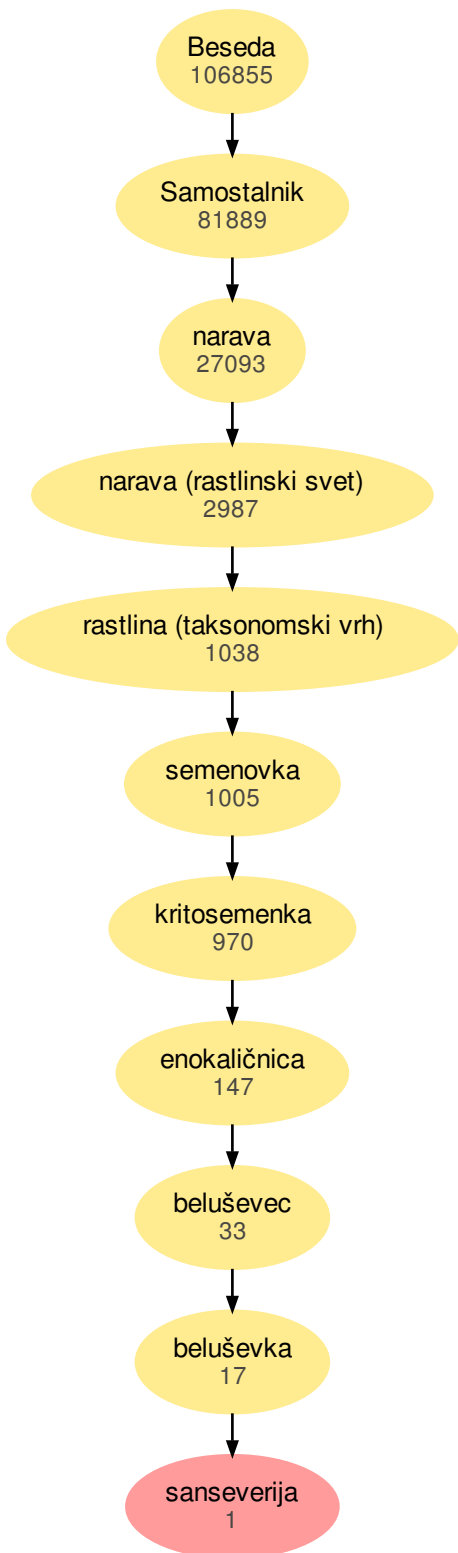 Beseda
106855
Samostalnik
81889
narava
27093
narava (rastlinski svet)
2987
rastlina (taksonomski vrh)
1038
semenovka
1005
kritosemenka
970
enokaličnica
147
beluševec
33
beluševka
17
sanseverija
1